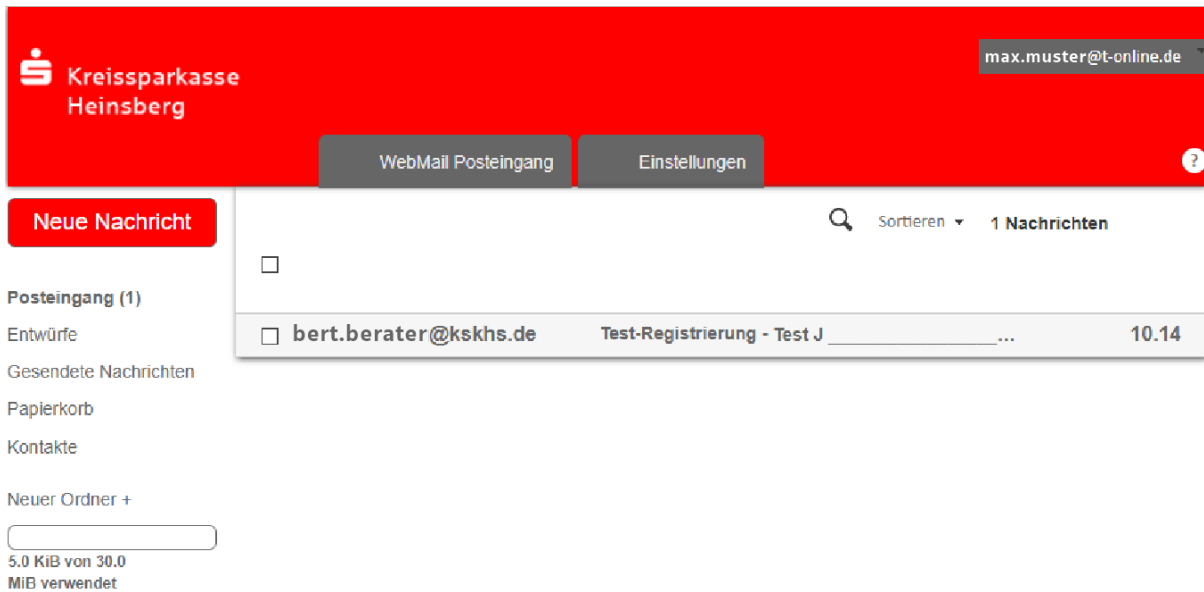 Kreissparkasse
Heinsberg
max.muster@t-online.de
WebMail Posteingang
Einstellungen
?
Neue Nachricht
Sortieren
1 Nachrichten
Posteingang (1)
Entwürfe
Gesendete Nachrichten
Papierkorb
Kontakte
Neuer Ordner +
5.0 KiB von 30.0
MiB verwendet
bert.berater@kskhs.de
Test-Registrierung - Test J ________________...
10.14